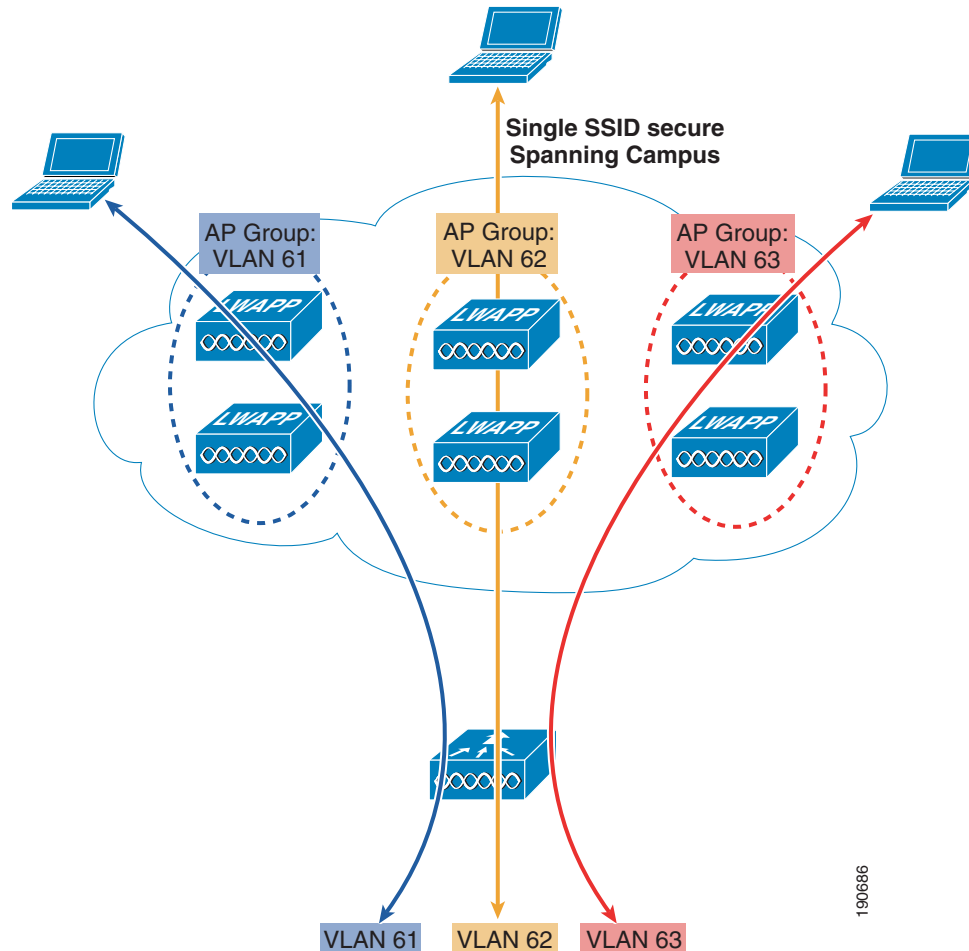 Single SSID secure
Spanning Campus
AP Group:
VLAN 61
AP Group:
VLAN 62
AP Group:
VLAN 63
LWAPP
LWAPP
LWAPP
LWAPP
LWAPP
LWAPP
190686
VLAN 61
VLAN 62
VLAN 63